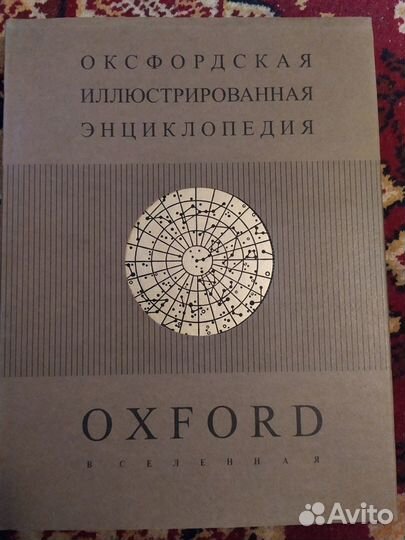 ОКСФОРДСКАЯ
ИЛЛЮСТРИРОВАННАЯ
ЭНЦИКЛОПЕДИЯ
OXFORD
ВСЕЛЕННАЯ
Avito